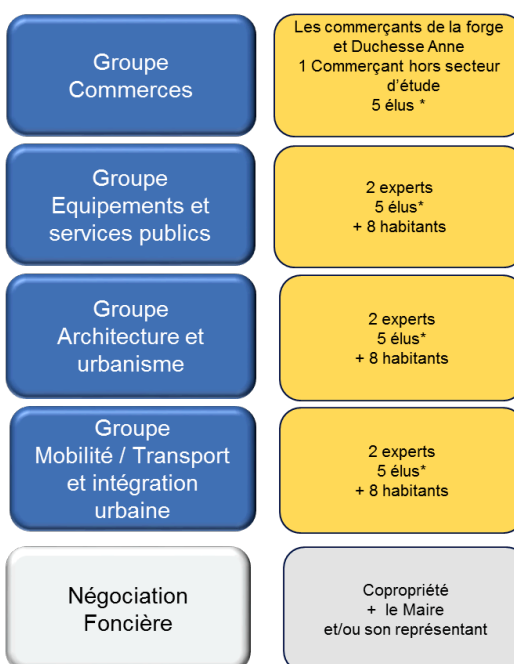 Groupe
Commerces
Les commerçants de la forge
et Duchesse Anne
1 Commerçant hors secteur
d'étude
5 élus *
Groupe
Equipements et
services publics
2 experts
5 élus*
+ 8 habitants
Groupe
Architecture et
urbanisme
2 experts
5 élus*
+ 8 habitants
Groupe
Mobilité / Transport
et intégration
urbaine
2 experts
5 élus*
+ 8 habitants
Négociation
Foncière
Copropriété
+ le Maire
et/ou son représentant